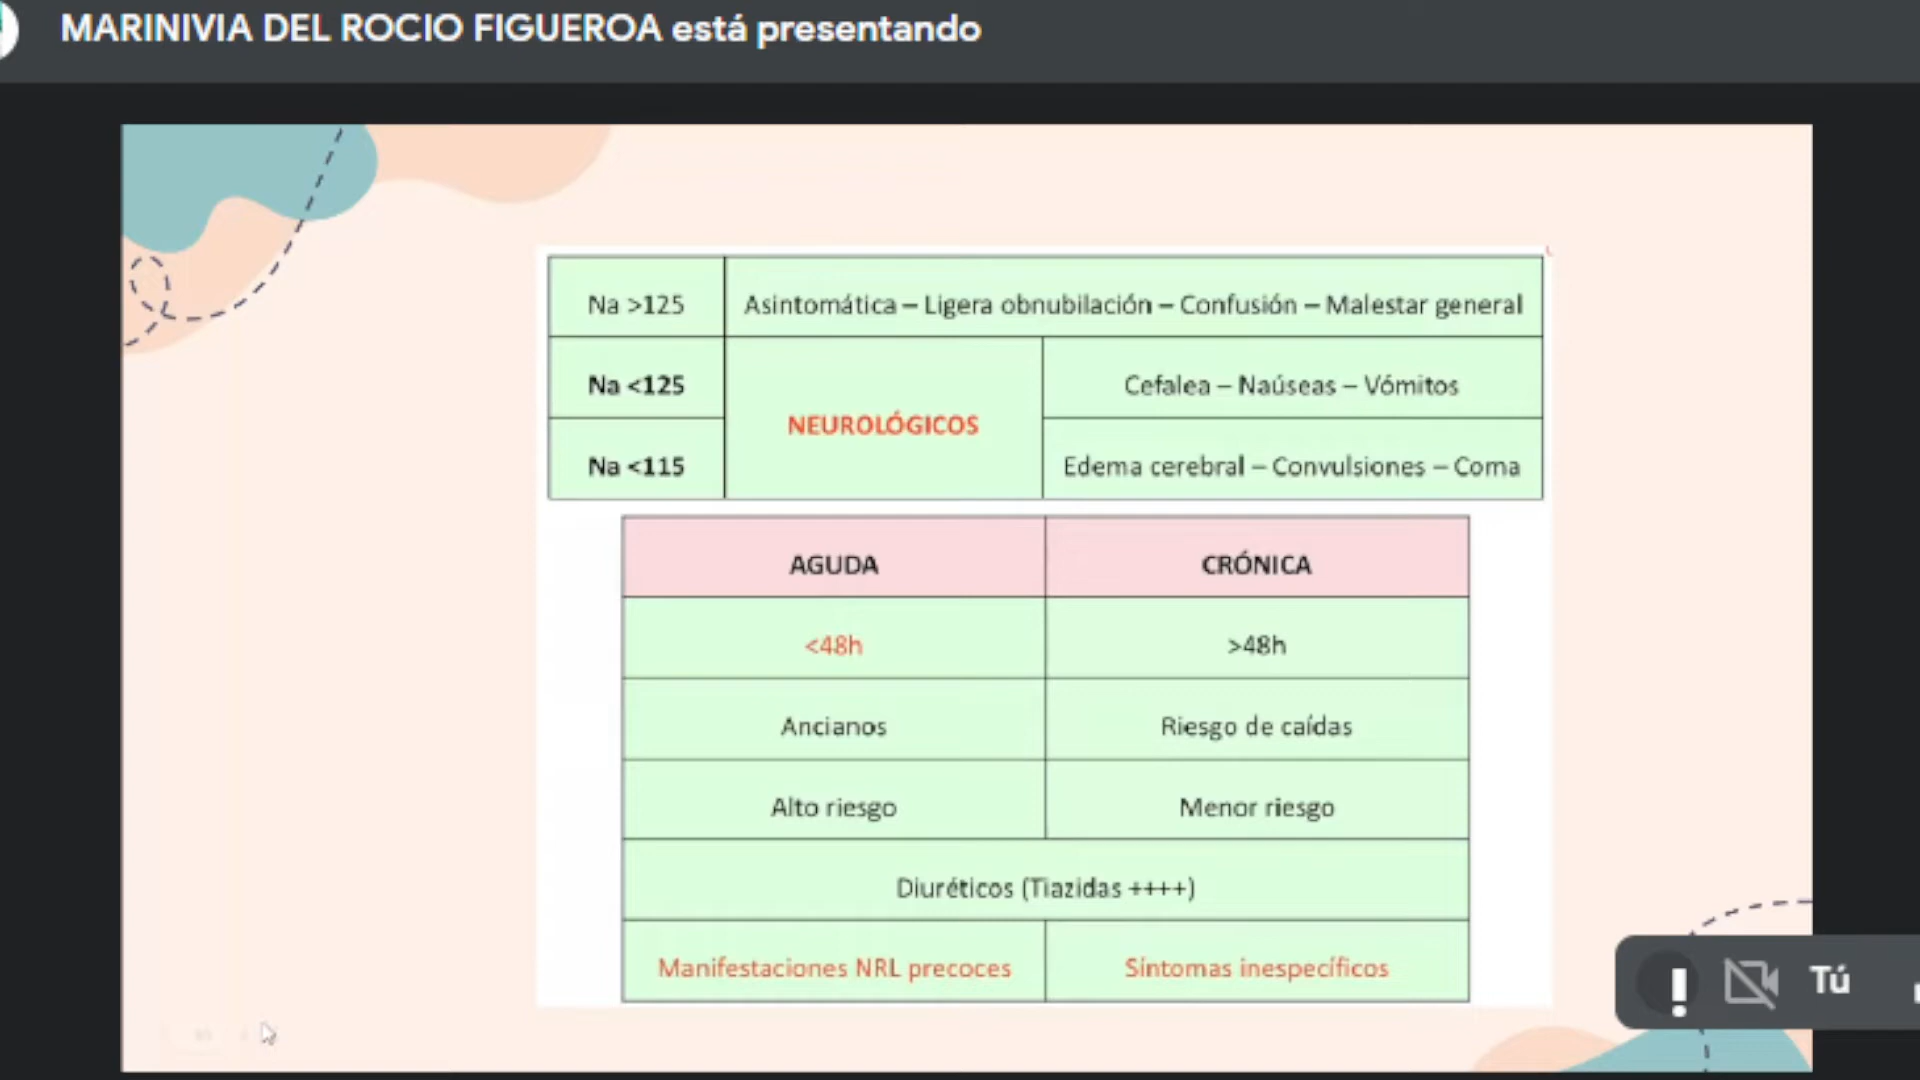 MARINIVIA DEL ROCIO FIGUEROA está presentando
Na >125 Asintomática – Ligera obnubilación – Confusión – Malestar general
Na <125 Cefalea – Naúseas – Vómitos
NEUROLÓGICOS
Na <115 Edema cerebral – Convulsiones – Coma
AGUDA CRÓNICA
<48h >48h
Ancianos Riesgo de caídas
Alto riesgo Menor riesgo
Diuréticos (Tiazidas ++++)
Manifestaciones NRL precoces Síntomas inespecíficos
Tú